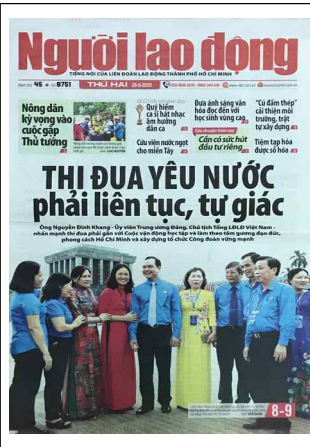 Người lao động
TIẾNG NÓI CỦA LIÊN ĐOÀN LAO ĐỘNG THÀNH PHỐ HỒ CHÍ MINH
8751
THỨ HAI
Nông dân
kỳ vọng vào
cuộc gặp
Thủ tướng
Quý hiếm
ca sĩ hát nhạc
âm hưởng
dân ca
Cứu viên nước ngọt
cho miền Tây
Đưa ánh sáng văn
hóa đọc đến với
học sinh vùng cao
Cần có sức hút
đầu tư riêng
"Cú đấm thép"
cải thiện môi
trường, trật
tự xây dựng
Tiệm tạp hóa
được số hóa
THI ĐUA YÊU NƯỚC
phải liên tục, tự giác
Ông Nguyễn Đình Khang - Ủy viên Trung ương Đảng, Chủ tịch Tổng LĐLĐ Việt Nam -
nhấn mạnh thi đua phải gắn với Cuộc vận động học tập và làm theo tấm gương đạo đức,
phong cách Hồ Chí Minh và xây dựng tổ chức Công đoàn vững mạnh
8-9